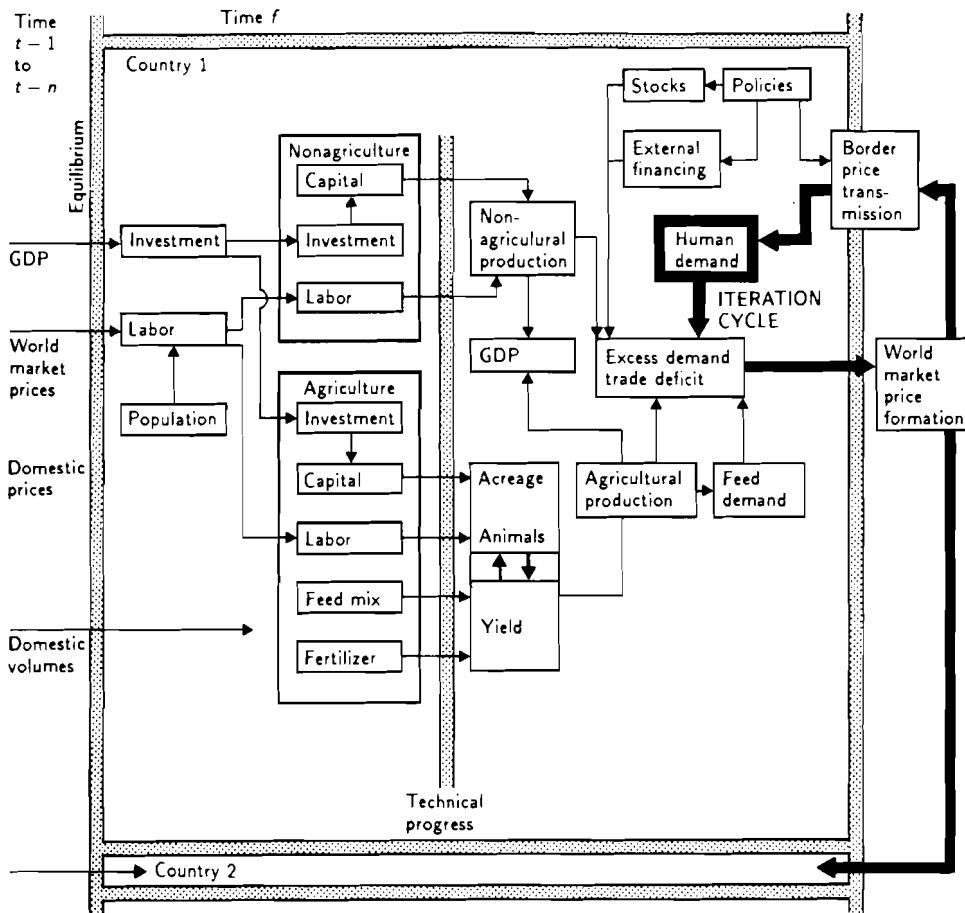 Time
t – 1
to
t – n
Time f
Equilibrium
Country 1
GDP
World
market
prices
Domestic
prices
Domestic
volumes
Investment
Labor
Population
Nonagriculture
Capital
Investment
Labor
Agriculture
Investment
Capital
Labor
Feed mix
Fertilizer
Technical
progress
Non-
agriculural
production
GDP
Acreage
Animals
Yield
Stocks
Policies
External
financing
Border
price
trans-
mission
Human
demand
ITERATION
CYCLE
Excess demand
trade deficit
World
market
price
formation
Agricultural
production
Feed
demand
Country 2